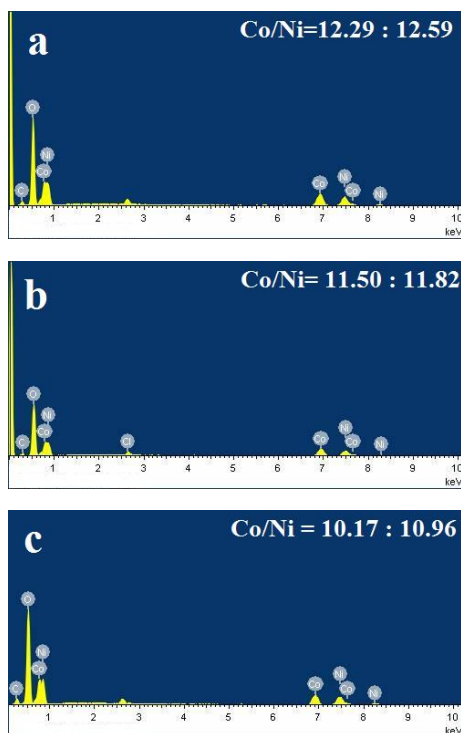 a
Co/Ni=12.29 : 12.59
O
Ni
Co
C
Co
Ni
Co
Ni
1 2 3 4 5 6 7 8 9 10
keV
b
Co/Ni= 11.50 : 11.82
O
Ni
Co
C
Cl
Co
Ni
Co
Ni
1 2 3 4 5 6 7 8 9 10
keV
c
Co/Ni = 10.17 : 10.96
O
Ni
Co
C
Co
Ni
Co
Ni
1 2 3 4 5 6 7 8 9 10
keV